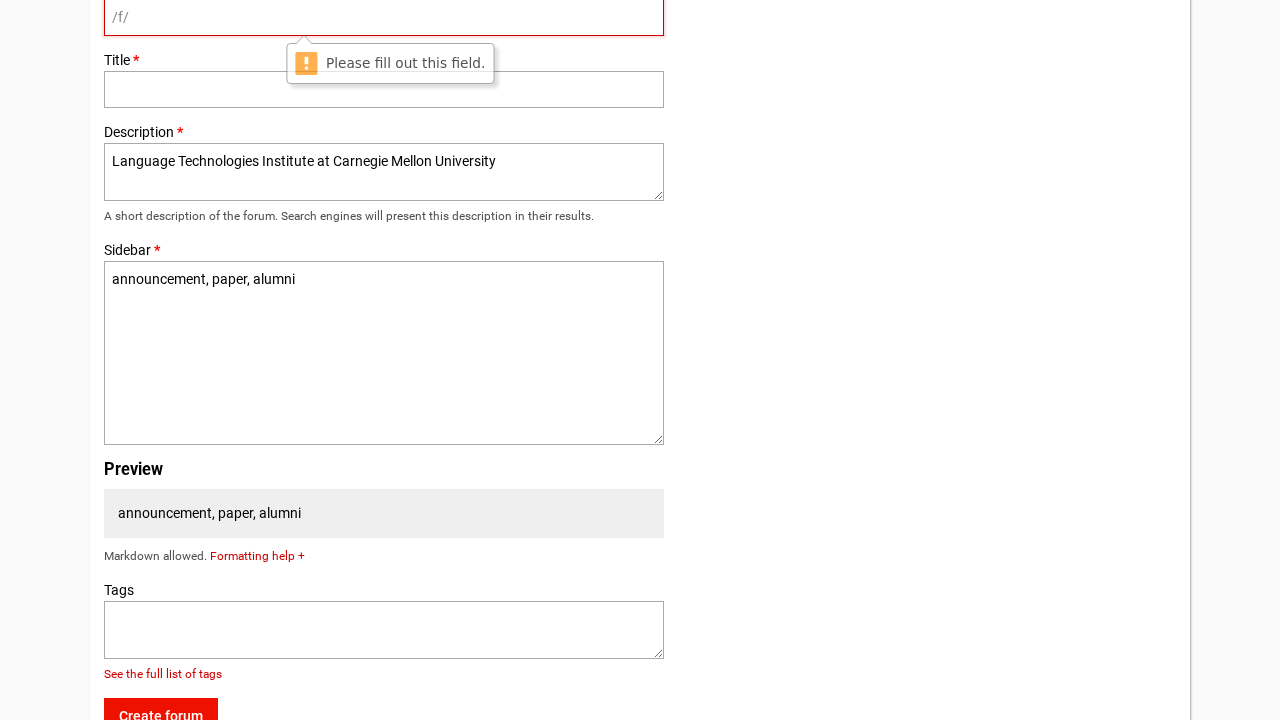 /f/
Please fill out this field.
Title *
Description *
Language Technologies Institute at Carnegie Mellon University
A short description of the forum. Search engines will present this description in their results.
Sidebar *
announcement, paper, alumni
Preview
announcement, paper, alumni
Markdown allowed. Formatting help +
Tags
See the full list of tags
Create forum